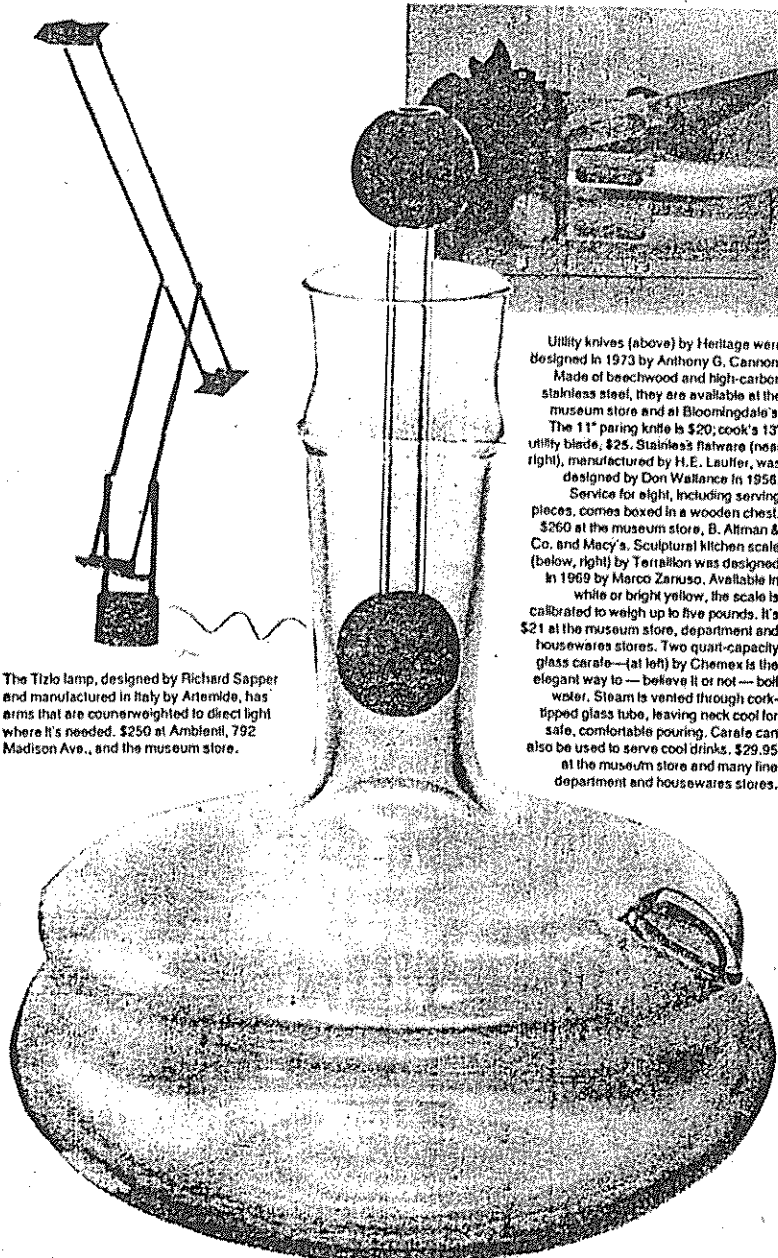 Utility knives (above) by Heritage were
designed in 1973 by Anthony G. Cannon
Made of beechwood and high-carbon
stainless steel, they are available at the
museum store and at Bloomingdale's
The 11" paring knife is $20; cook's 13"
utility blade, $25. Stainless flatware (near
right), manufactured by H.E. Lauffer, was
designed by Don Wallance in 1956
Service for eight, including serving
pieces, comes boxed in a wooden chest.
$260 at the museum store, B. Altman &
Co. and Macy's. Sculptural kitchen scale
(below, right) by Terraillon was designed
in 1969 by Marco Zanuso. Available in
white or bright yellow, the scale is
calibrated to weigh up to five pounds. It's
$21 at the museum store, department and
housewares stores. Two quart-capacity
glass carafe—(at left) by Chemex is the
elegant way to — believe it or not — boil
water. Steam is vented through cork-
tipped glass tube, leaving neck cool for
safe, comfortable pouring. Carafe can
also be used to serve cool drinks. $29.95
at the museum store and many fine
department and housewares stores.
The Tizio lamp, designed by Richard Sapper
and manufactured in Italy by Artemide, has
arms that are counerweighted to direct light
where it's needed. $250 at Ambienti, 792
Madison Ave., and the museum store.